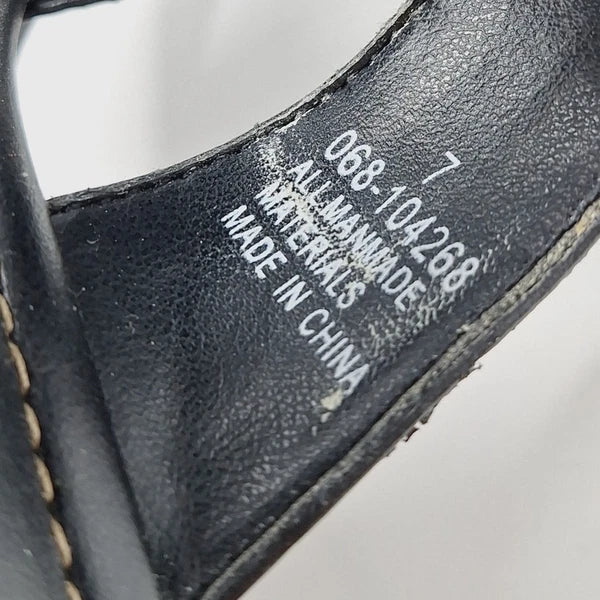 7
068-104268
ALL MANMADE
MATERIALS
MADE IN CHINA